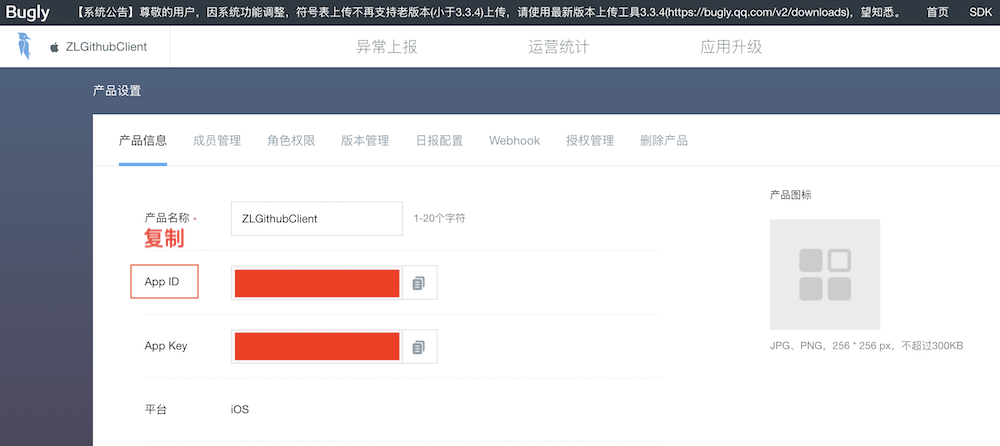 Bugly 【系统公告】尊敬的用户，因系统功能调整，符号表上传不再支持老版本(小于3.3.4)上传，请使用最新版本上传工具3.3.4(https://bugly.qq.com/v2/downloads)，望知悉。 首页 SDK
ZLGithubClient 异常上报 运营统计 应用升级
产品设置
产品信息 成员管理 角色权限 版本管理 日报配置 Webhook 授权管理 删除产品
产品图标
产品名称 * ZLGithubClient 1-20个字符
复制
App ID
App Key
JPG、PNG，256 * 256 px，不超过300KB
平台 iOS